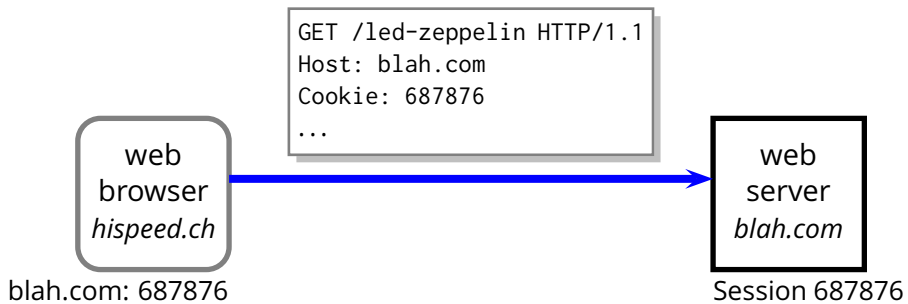 GET /led-zeppelin HTTP/1.1
Host: blah.com
Cookie: 687876
...
web
browser
hispeed.ch
web
server
blah.com
blah.com: 687876
Session 687876